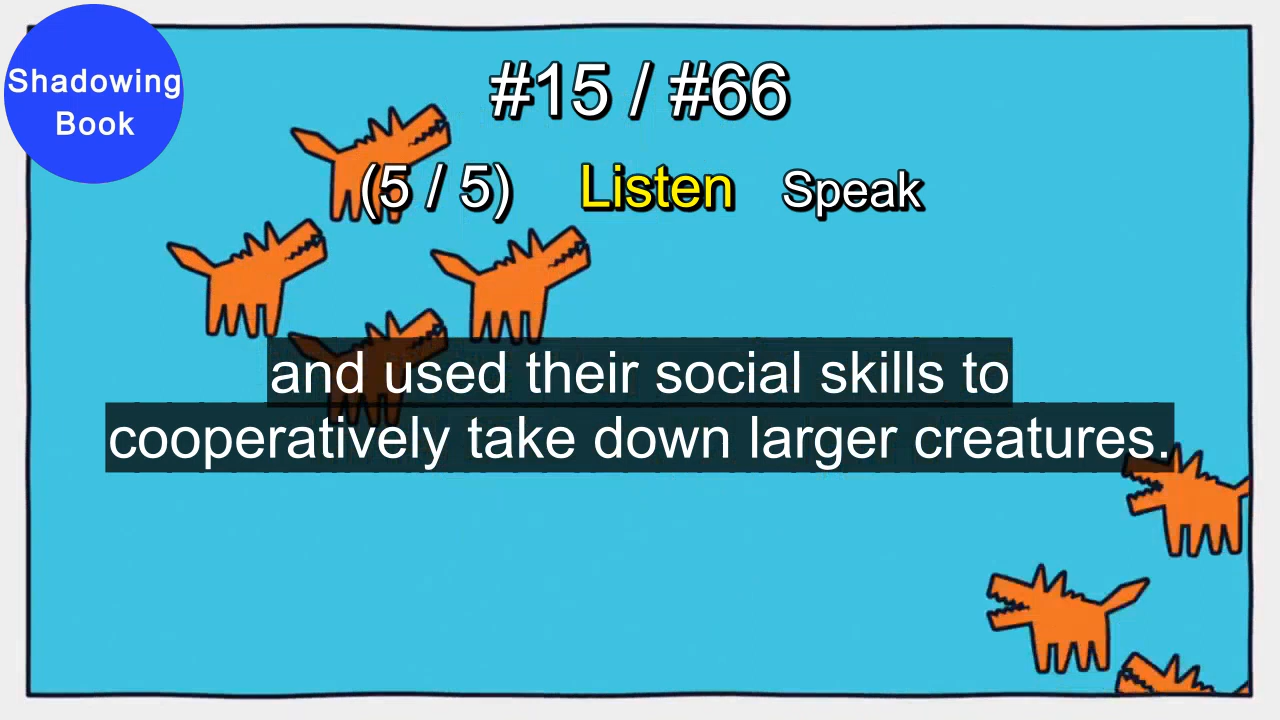 Shadowing
Book
#15 / #66
(5 / 5) Listen Speak
and used their social skills to
cooperatively take down larger creatures.